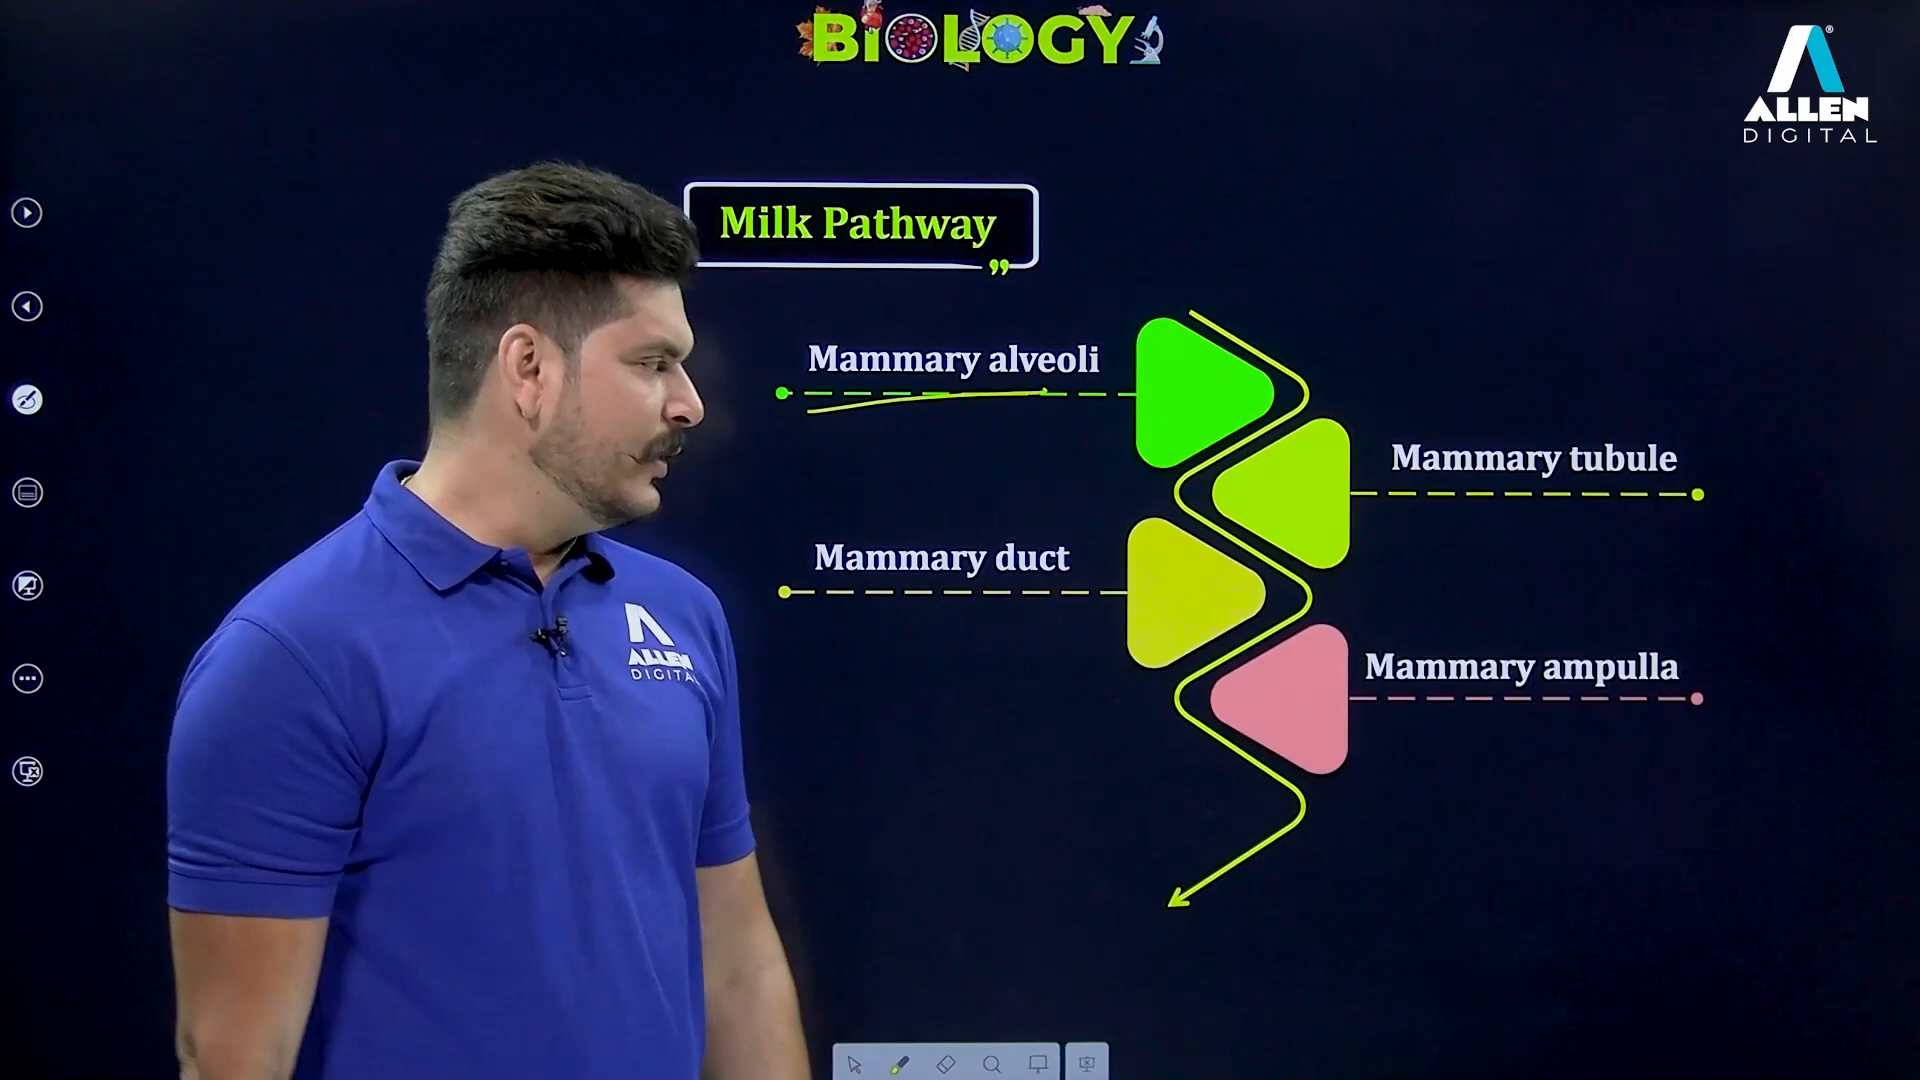 BIOLOGY
ALLEN
DIGITAL
Milk Pathway
”
Mammary alveoli
Mammary tubule
Mammary duct
Mammary ampulla
ALLEN
DIGITAL